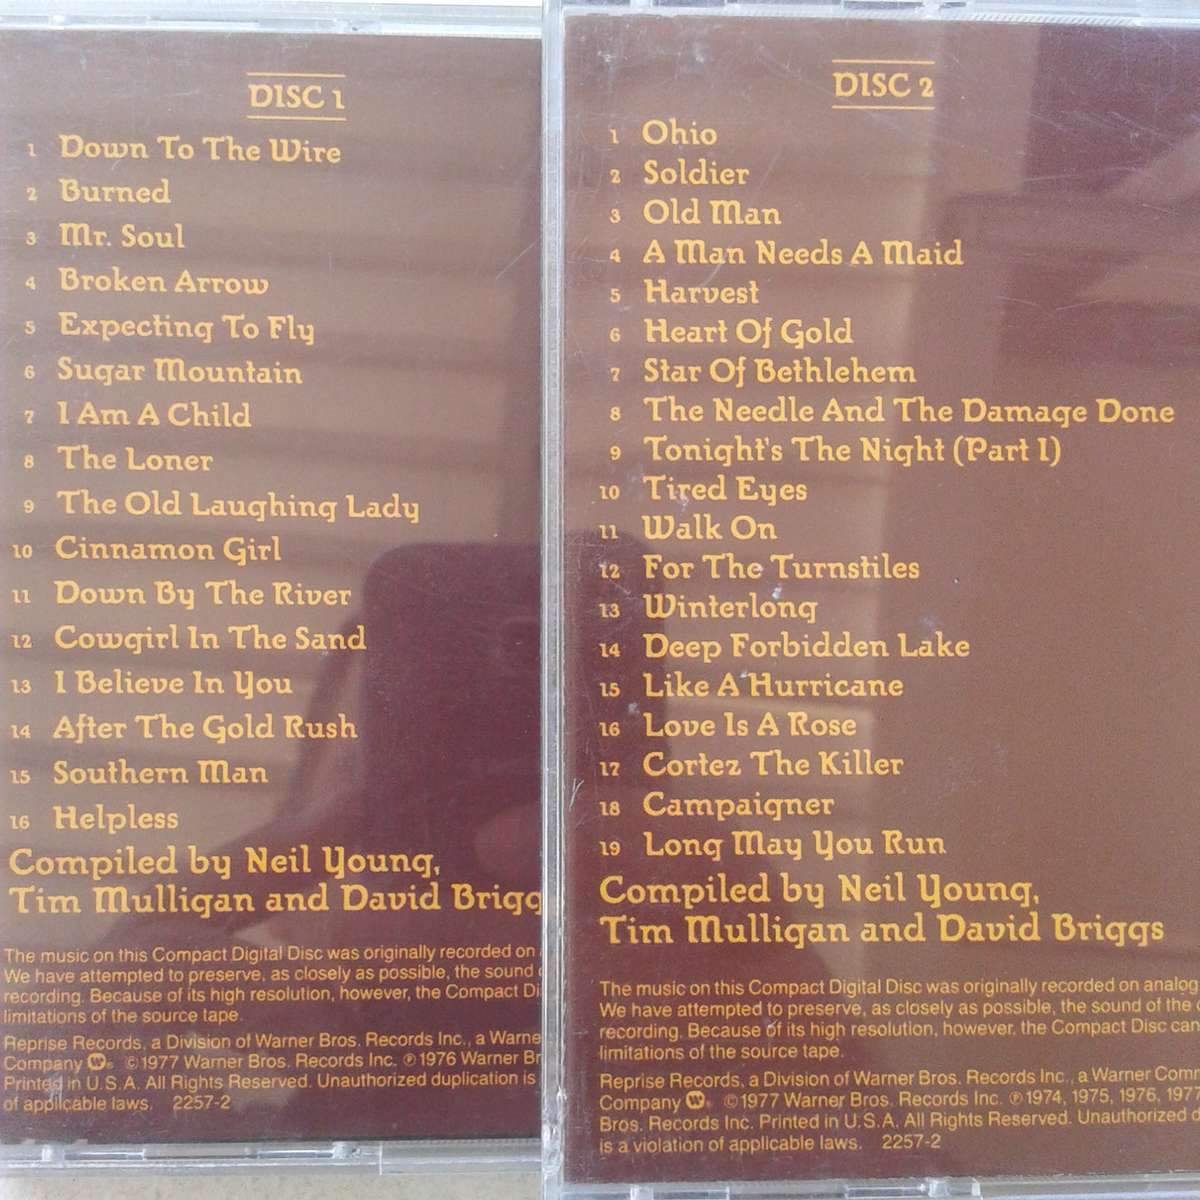 DISC 1
1 Down To The Wire
2 Burned
3 Mr. Soul
4 Broken Arrow
5 Expecting To Fly
6 Sugar Mountain
7 I Am A Child
8 The Loner
9 The Old Laughing Lady
10 Cinnamon Girl
11 Down By The River
12 Cowgirl In The Sand
13 I Believe In You
14 After The Gold Rush
15 Southern Man
16 Helpless
Compiled by Neil Young,
Tim Mulligan and David Brigg
The music on this Compact Digital Disc was originally recorded on
We have attempted to preserve, as closely as possible, the sound
recording. Because of its high resolution, however, the Compact Di
limitations of the source tape.
Reprise Records, a Division of Warner Bros. Records Inc., a Warne
Company W. ©1977 Warner Bros. Records Inc. ℗1976 Warner Br
Printed in U.S.A. All Rights Reserved. Unauthorized duplication is
of applicable laws. 2257-2
DISC 2
1 Ohio
2 Soldier
3 Old Man
4 A Man Needs A Maid
5 Harvest
6 Heart Of Gold
7 Star Of Bethlehem
8 The Needle And The Damage Done
9 Tonight's The Night (Part 1)
10 Tired Eyes
11 Walk On
12 For The Turnstiles
13 Winterlong
14 Deep Forbidden Lake
15 Like A Hurricane
16 Love Is A Rose
17 Cortez The Killer
18 Campaigner
19 Long May You Run
Compiled by Neil Young,
Tim Mulligan and David Briggs
The music on this Compact Digital Disc was originally recorded on analog
We have attempted to preserve, as closely as possible, the sound of the
recording. Because of its high resolution, however, the Compact Disc can
limitations of the source tape.
Reprise Records, a Division of Warner Bros. Records Inc., a Warner Comm
Company W. ©1977 Warner Bros. Records Inc. ℗1974, 1975, 1976, 1977
Bros. Records Inc. Printed in U.S.A. All Rights Reserved. Unauthorized
is a violation of applicable laws. 2257-2